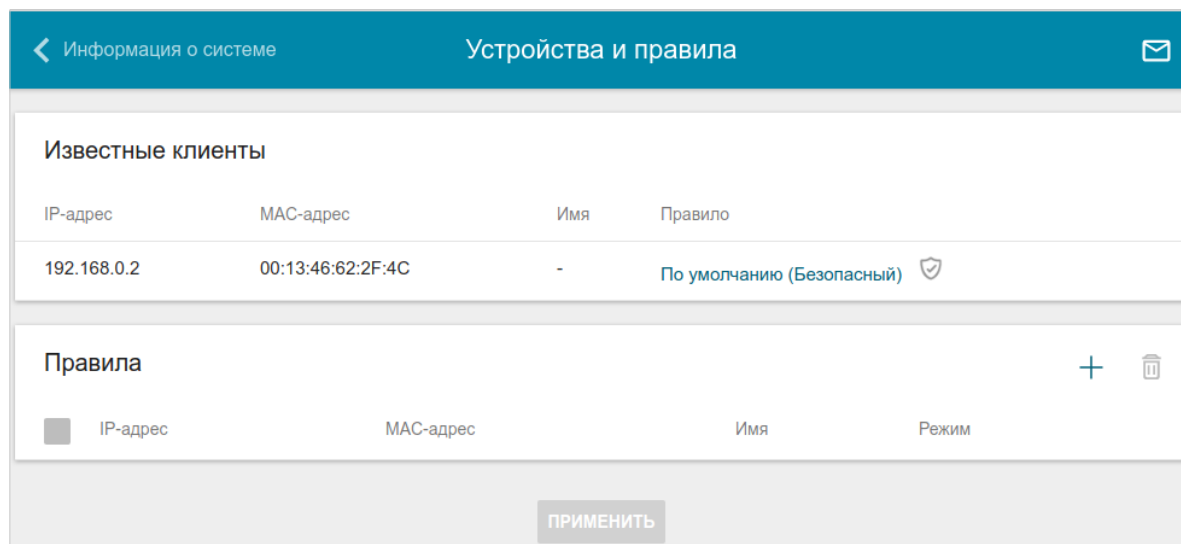 Информация о системе Устройства и правила
Известные клиенты
IP-адрес MAC-адрес Имя Правило
192.168.0.2 00:13:46:62:2F:4C - По умолчанию (Безопасный)
Правила
IP-адрес MAC-адрес Имя Режим
ПРИМЕНИТЬ